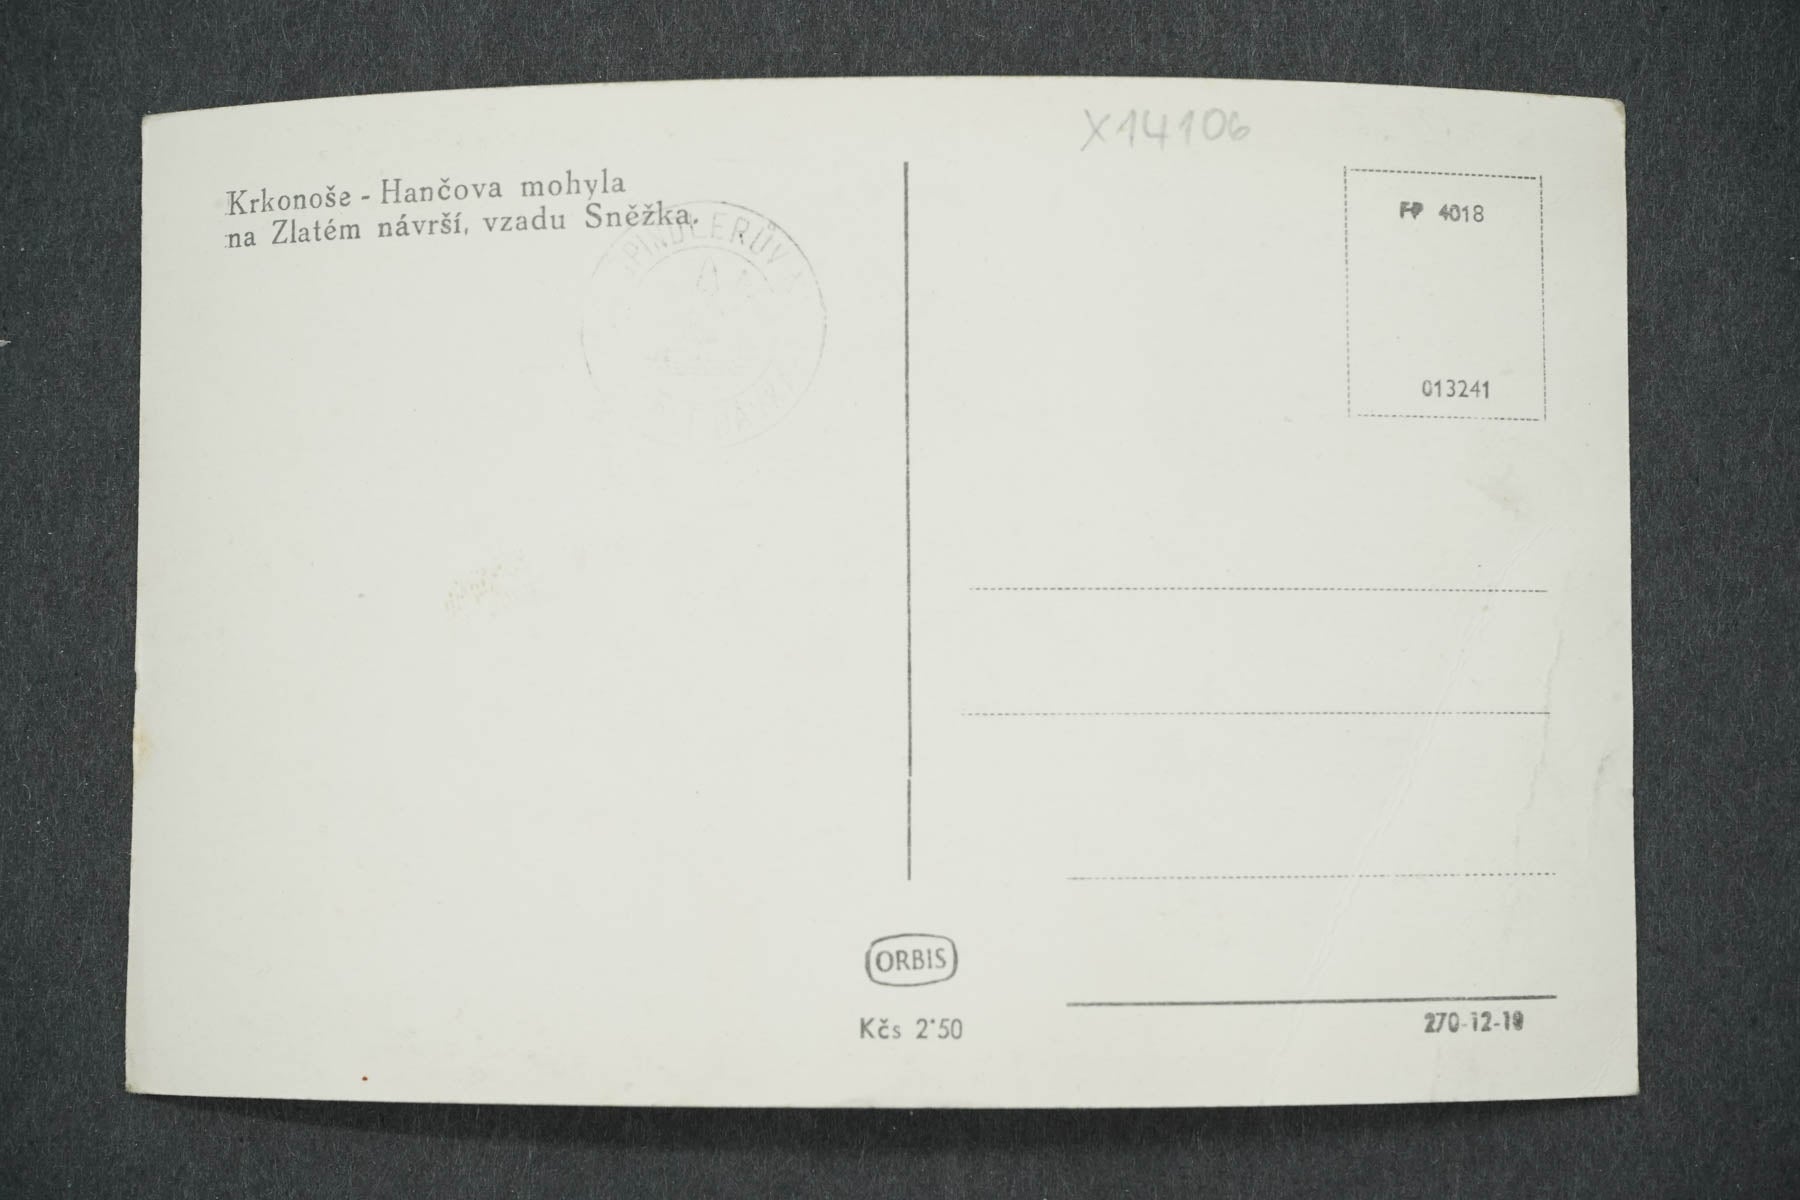 X14106
Krkonoše - Hančova mohyla
na Zlatém návrší, vzadu Sněžka.
FP 4018
013241
ORBIS
Kčs 2˙50
270-12-19